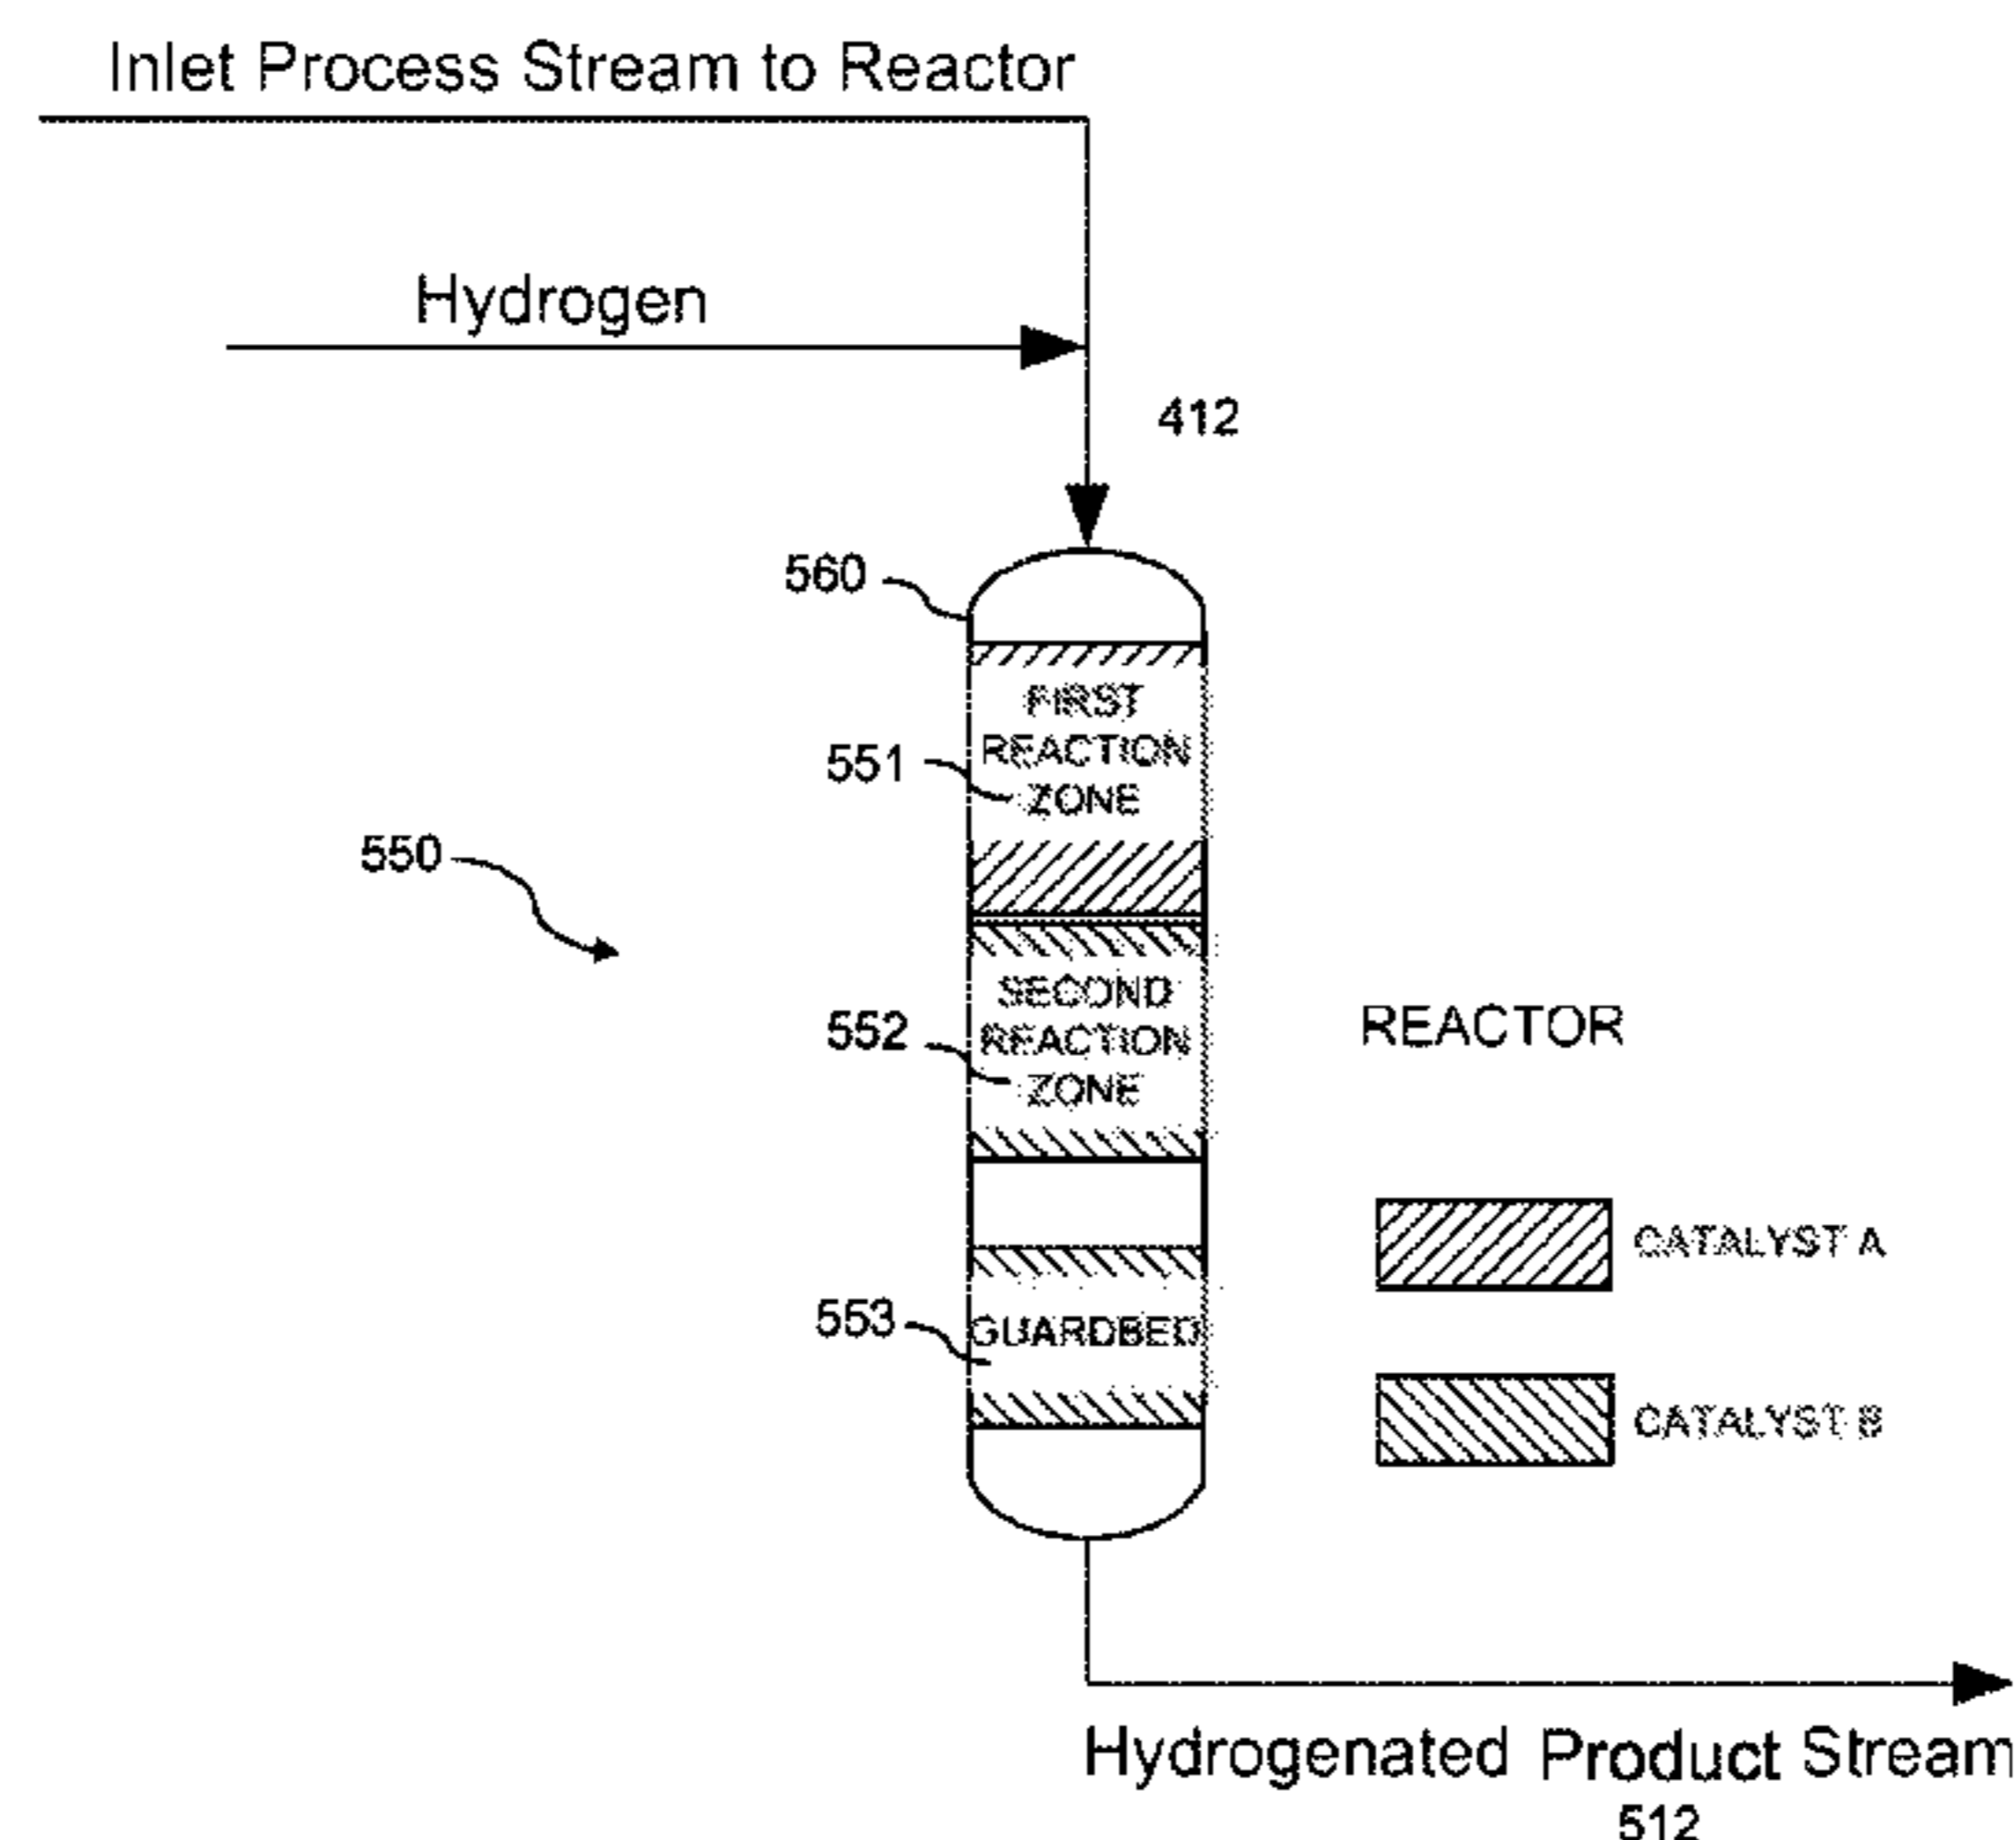 Inlet Process Stream to Reactor
Hydrogen
412
560
FIRST
REACTION
ZONE
551
550
SECOND
REACTION
ZONE
552
REACTOR
CATALYST A
GUARDBED
553
CATALYST B
Hydrogenated Product Stream
512